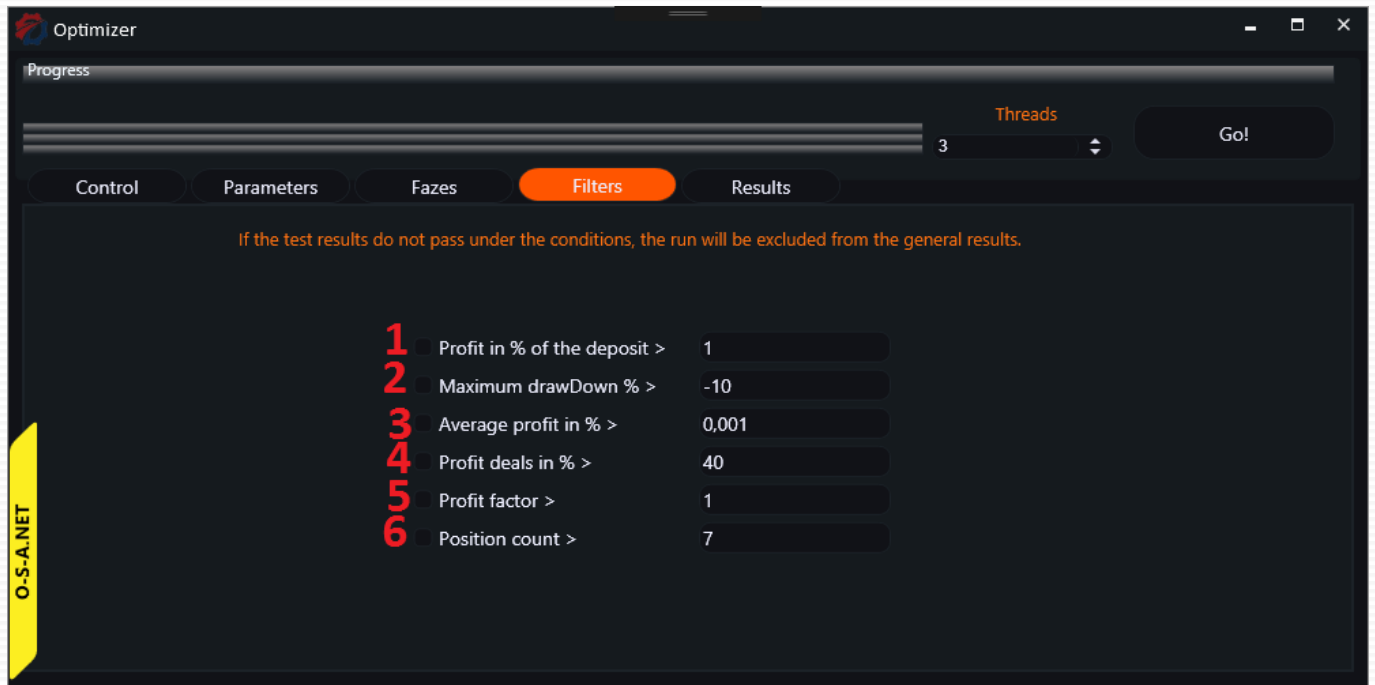 Optimizer
Progress
Threads
3
Go!
Control Parameters Fazes Filters Results
If the test results do not pass under the conditions, the run will be excluded from the general results.
1 Profit in % of the deposit > 1
2 Maximum drawDown % > -10
3 Average profit in % > 0,001
4 Profit deals in % > 40
5 Profit factor > 1
6 Position count > 7
O-S-A.NET